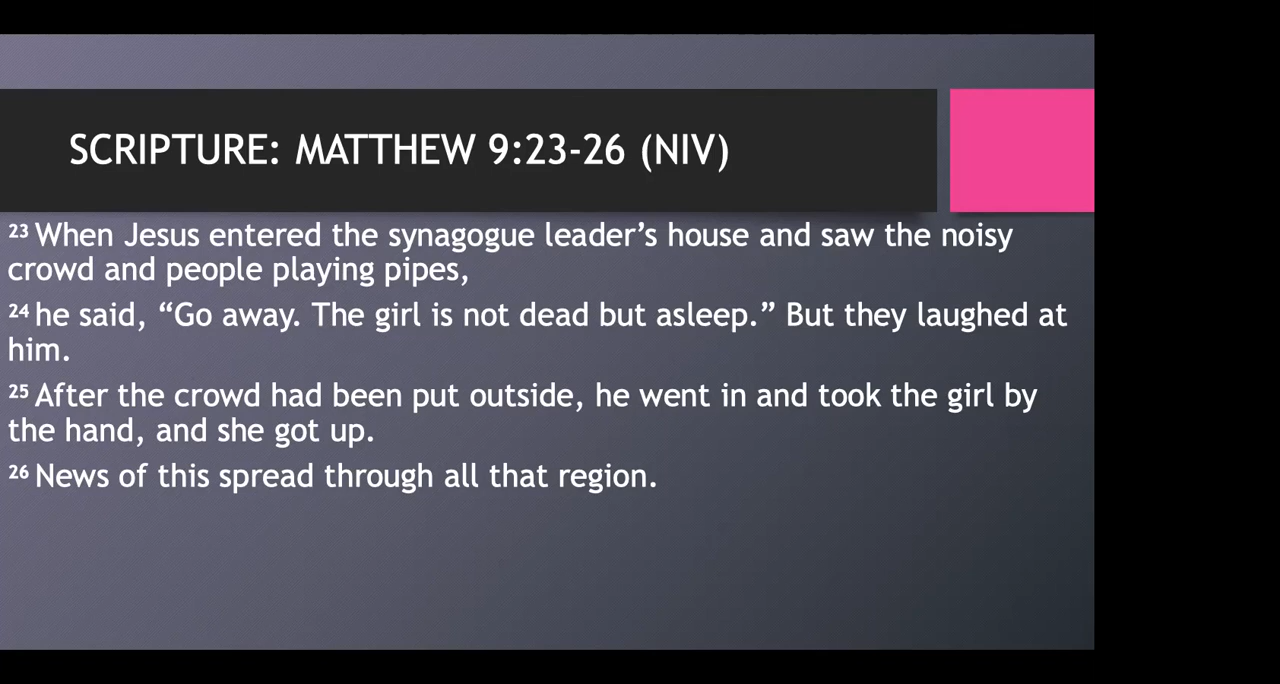 SCRIPTURE: MATTHEW 9:23-26 (NIV)
23 When Jesus entered the synagogue leader’s house and saw the noisy
crowd and people playing pipes,
24 he said, “Go away. The girl is not dead but asleep.” But they laughed at
him.
25 After the crowd had been put outside, he went in and took the girl by
the hand, and she got up.
26 News of this spread through all that region.